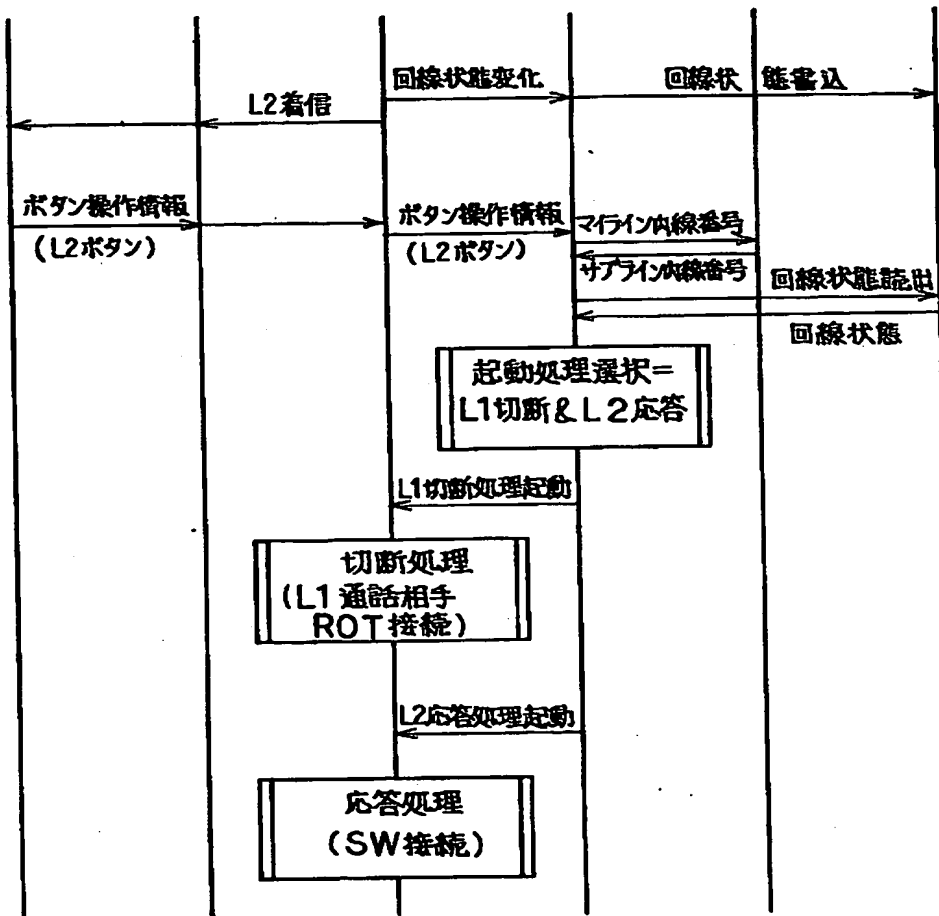 回線状態変化
回線状態書込
L2着信
ボタン操作情報
(L2ボタン)
ボタン操作情報
(L2ボタン)
マイライン内線番号
サブライン内線番号
回線状態読出
回線状態
起動処理選択=
L1切断&L2応答
L1切断処理起動
切断処理
(L1通話相手
ROT接続)
L2応答処理起動
応答処理
(SW接続)